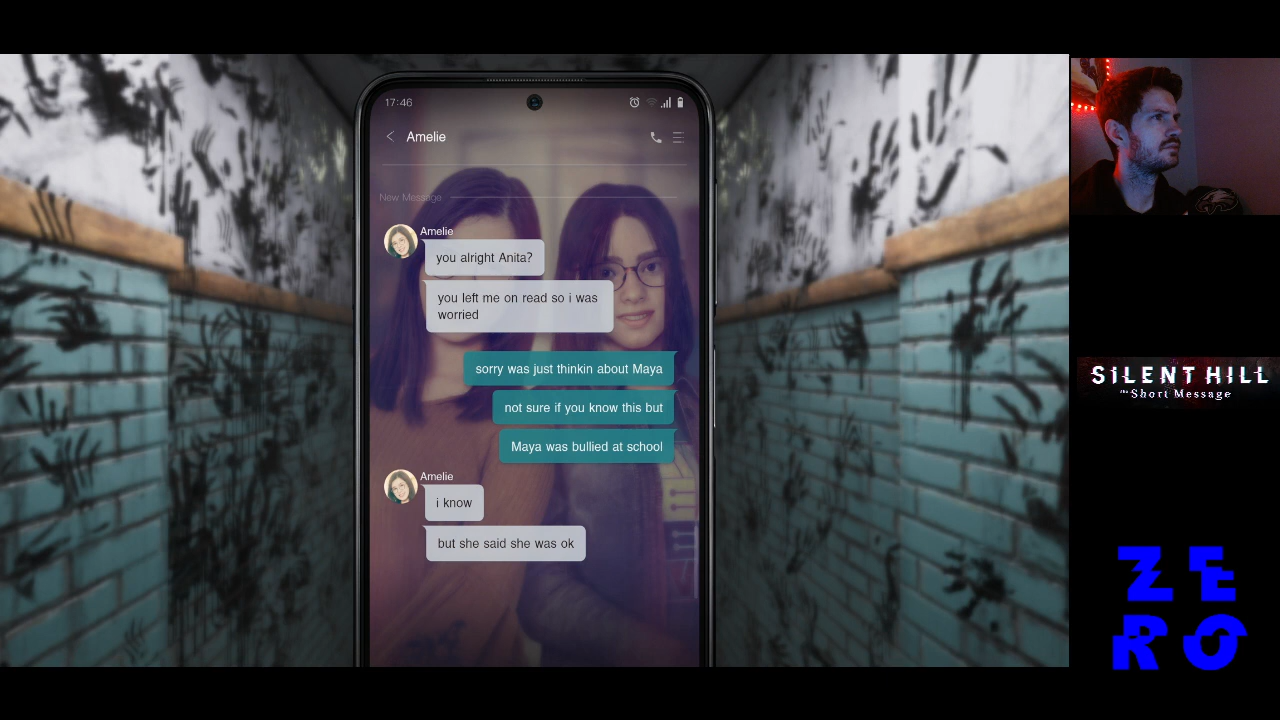 17:46
Amelie
New Message
Amelie
you alright Anita?
you left me on read so i was
worried
sorry was just thinkin about Maya
not sure if you know this but
Maya was bullied at school
Amelie
i know
but she said she was ok
SILENT HILL
The Short Message
ZE
RO